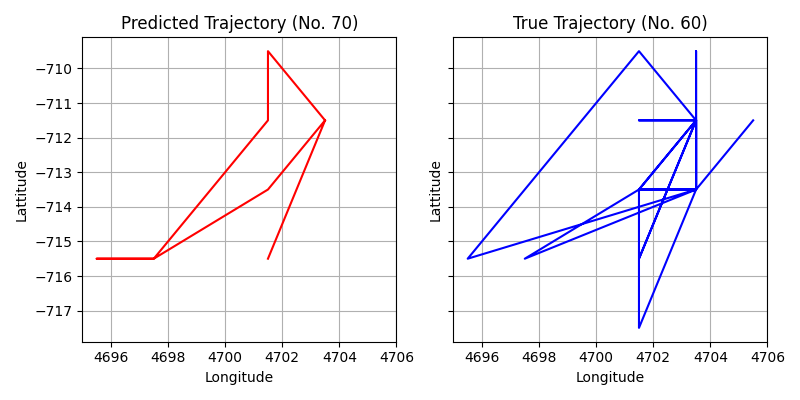 Predicted Trajectory (No. 70)
True Trajectory (No. 60)
Lattitude
−710
−711
−712
−713
−714
−715
−716
−717
4696 4698 4700 4702 4704 4706
Longitude
Lattitude
4696 4698 4700 4702 4704 4706
Longitude